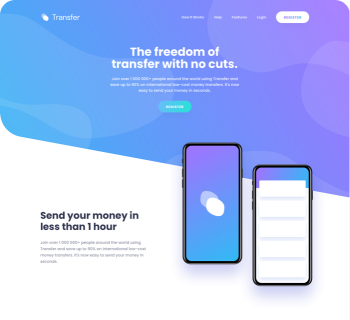 Transfer
How it Works Help Features Login REGISTER
The freedom of
transfer with no cuts.
Join over 1 000 000+ people around the world using Transfer and
save up to 90% on international low-cost transfers. It's now
easy to send your money in seconds.
REGISTER
Send your money in
less than 1 hour
Join over 1 000 000+ people around the world using
Transfer and save up to 90% on international low-cost
transfers. It's now easy to send your money in
seconds.